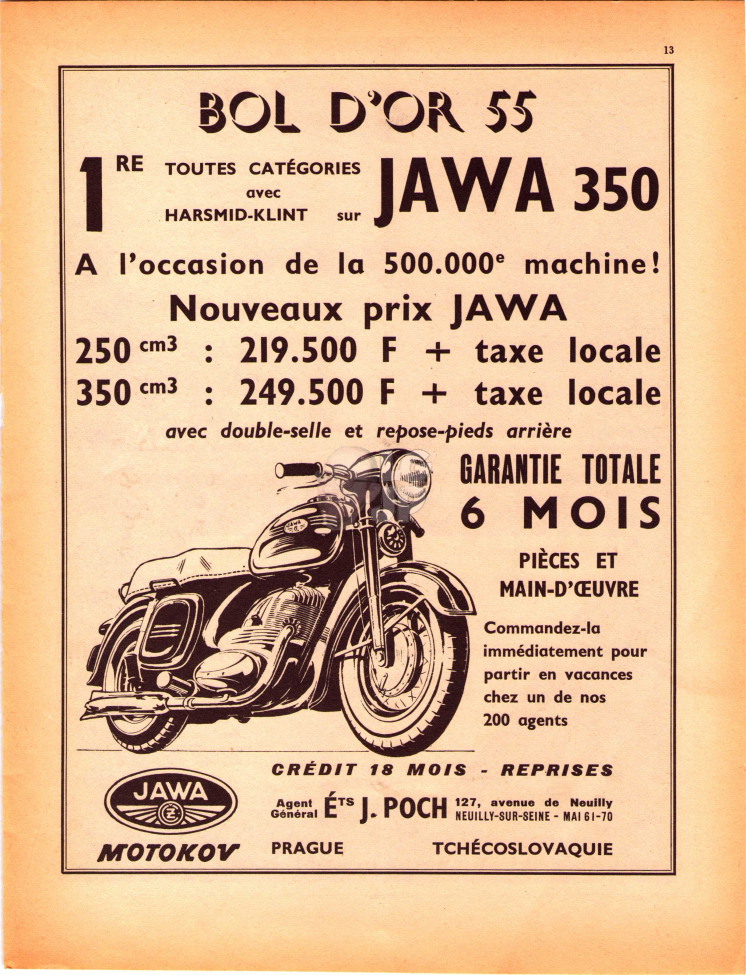 13
BOL D'OR 55
1RE TOUTES CATÉGORIES
avec
HARSMID-KLINT sur JAWA 350
A l'occasion de la 500.000e machine!
Nouveaux prix JAWA
250 cm3 : 219.500 F + taxe locale
350 cm3 : 249.500 F + taxe locale
avec double-selle et repose-pieds arrière
GARANTIE TOTALE
6 MOIS
PIÈCES ET
MAIN-D'ŒUVRE
Commandez-la
immédiatement pour
partir en vacances
chez un de nos
200 agents
JAWA
CRÉDIT 18 MOIS - REPRISES
JAWA
CZ
Agent Général ÉTS J. POCH 127, avenue de Neuilly
NEUILLY-SUR-SEINE - MAI 61-70
MOTOKOV PRAGUE TCHÉCOSLOVAQUIE